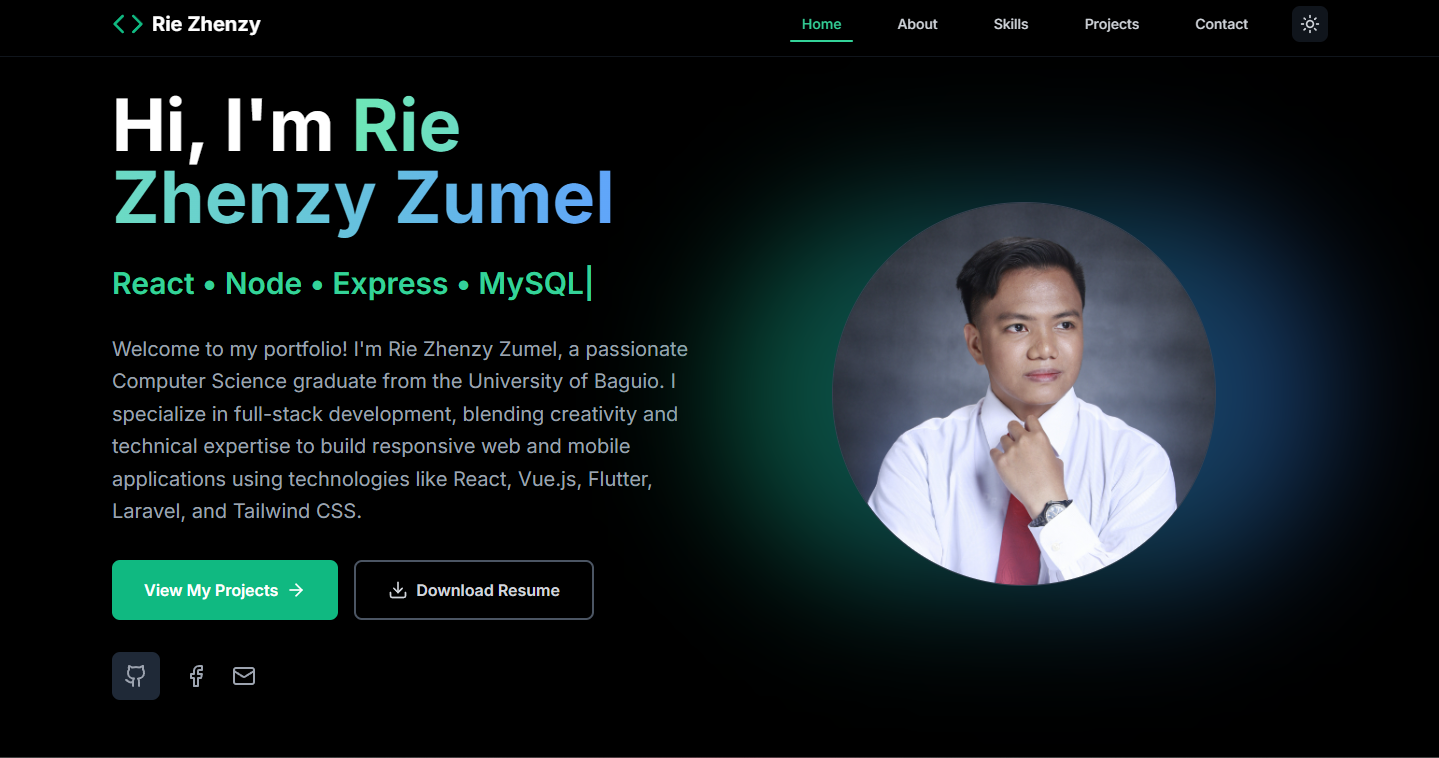 Rie Zhenzy
Home
About
Skills
Projects
Contact
Hi, I'm Rie
Zhenzy Zumel
React • Node • Express • MySQL|
Welcome to my portfolio! I'm Rie Zhenzy Zumel, a passionate
Computer Science graduate from the University of Baguio. I
specialize in full-stack development, blending creativity and
technical expertise to build responsive web and mobile
applications using technologies like React, Vue.js, Flutter,
Laravel, and Tailwind CSS.
View My Projects →
Download Resume